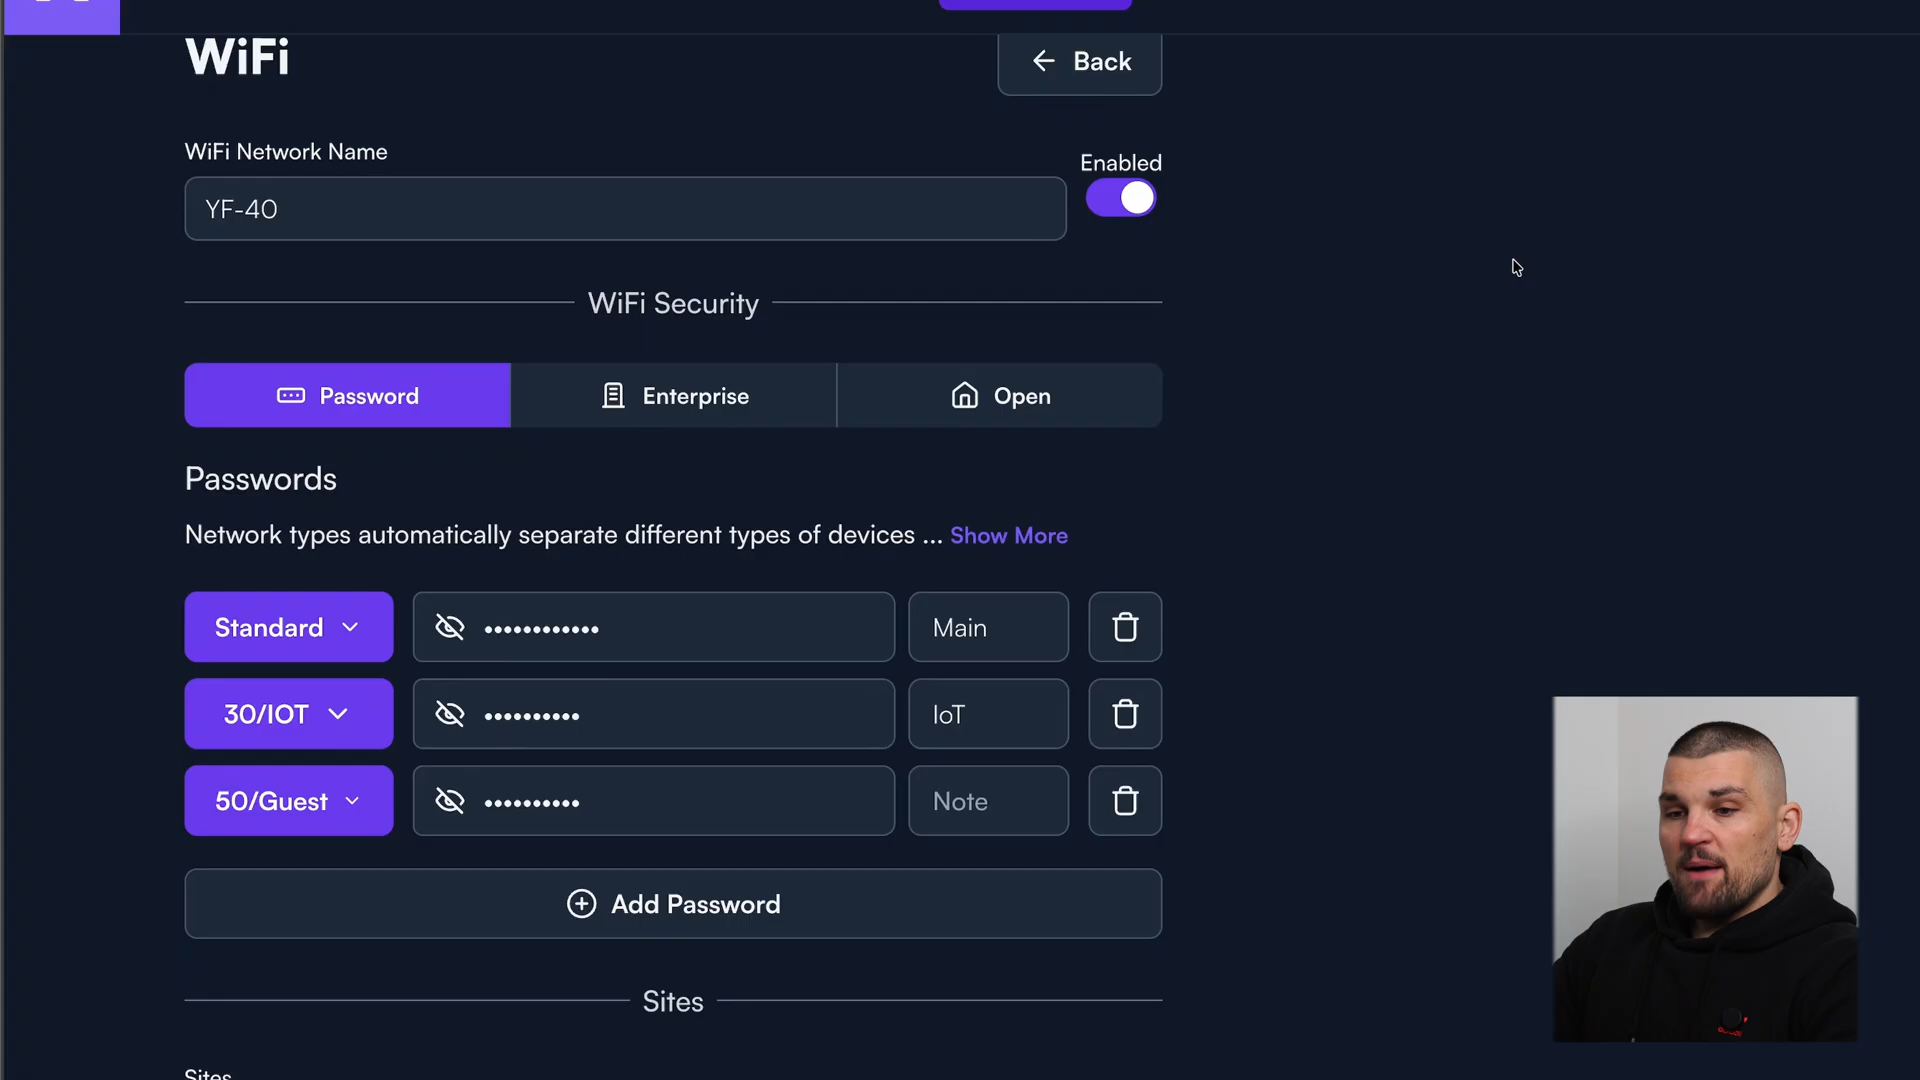 WiFi
Back
WiFi Network Name
Enabled
YF-40
WiFi Security
Password
Enterprise
Open
Passwords
Network types automatically separate different types of devices ... Show More
Standard
••••••••••••
Main
30/IOT
••••••••••
IoT
50/Guest
••••••••••
Note
Add Password
Sites
Sites